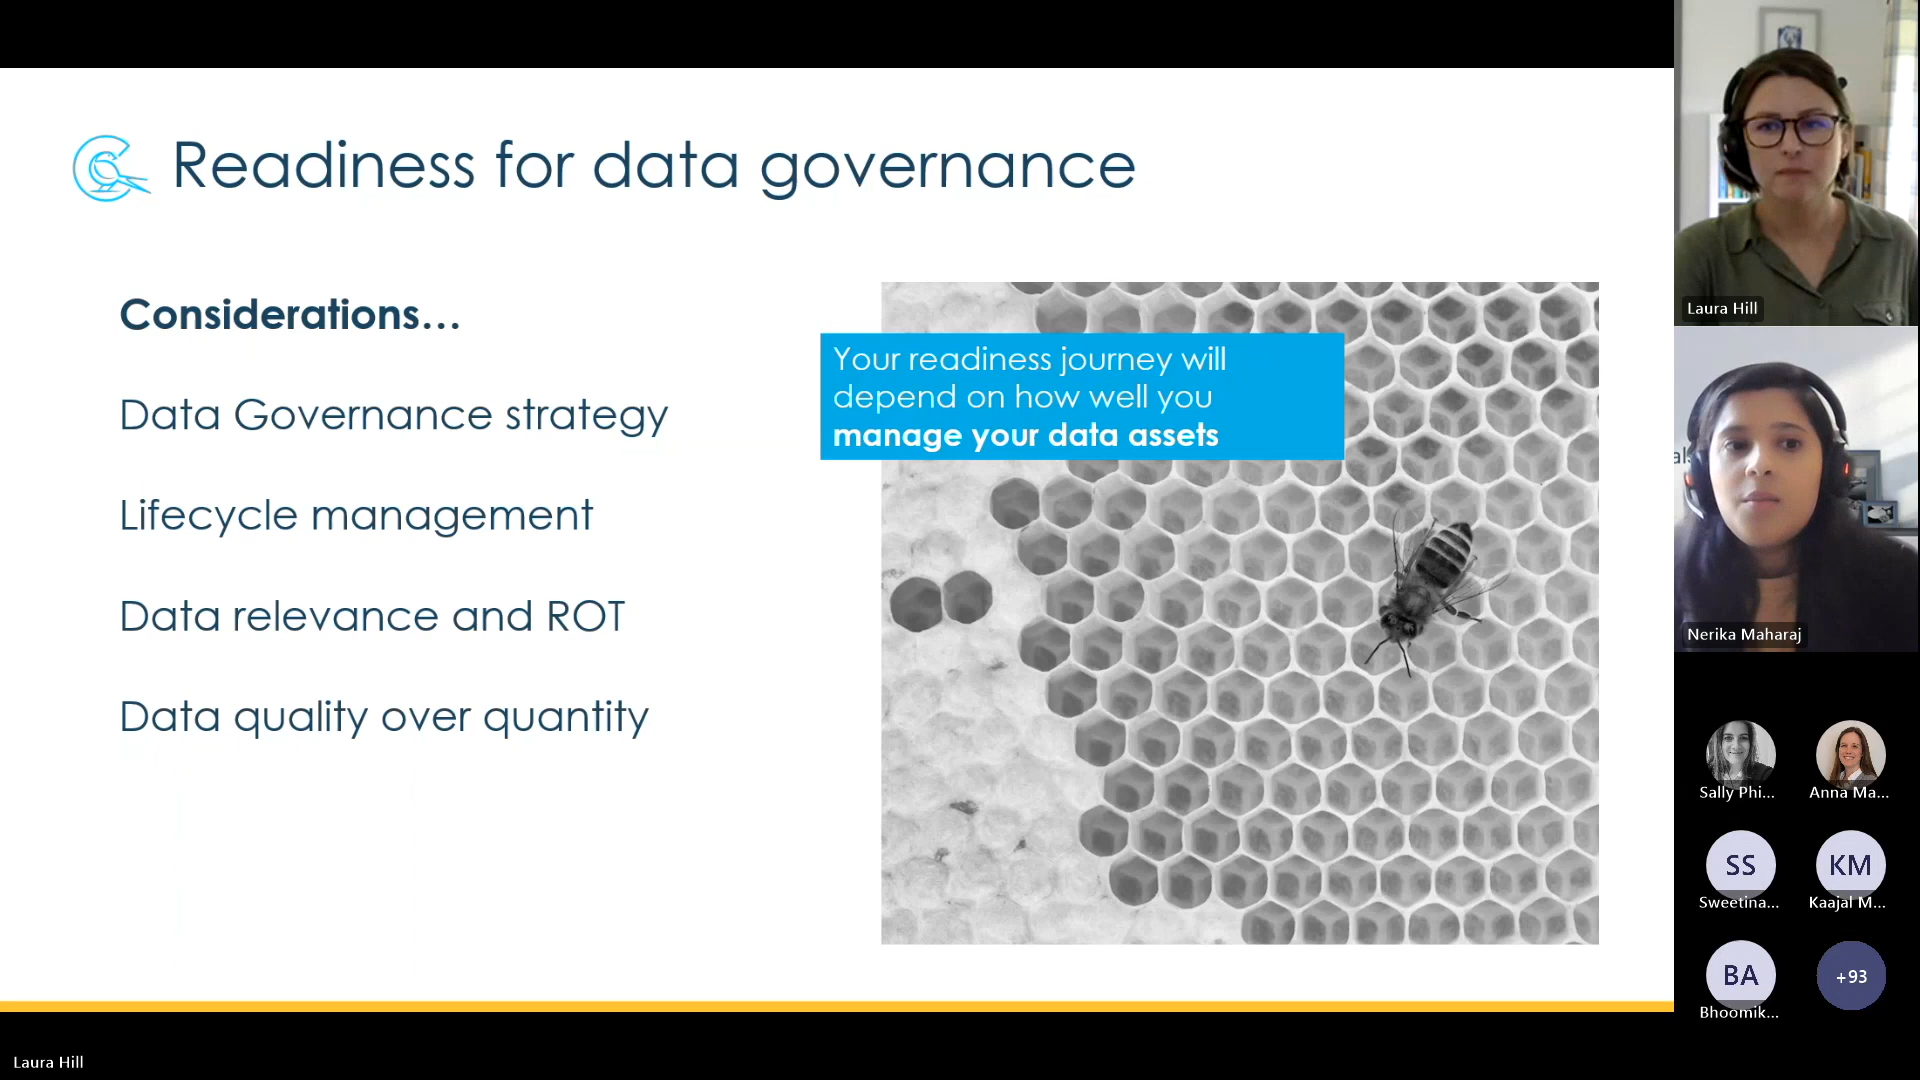 Readiness for data governance
Considerations...
Data Governance strategy
Lifecycle management
Data relevance and ROT
Data quality over quantity
Your readiness journey will
depend on how well you
manage your data assets
Laura Hill
Nerika Maharaj
Sally Phi...
Anna Ma...
SS
Sweetina...
KM
Kaajal M...
BA
Bhoomik...
+93
Laura Hill